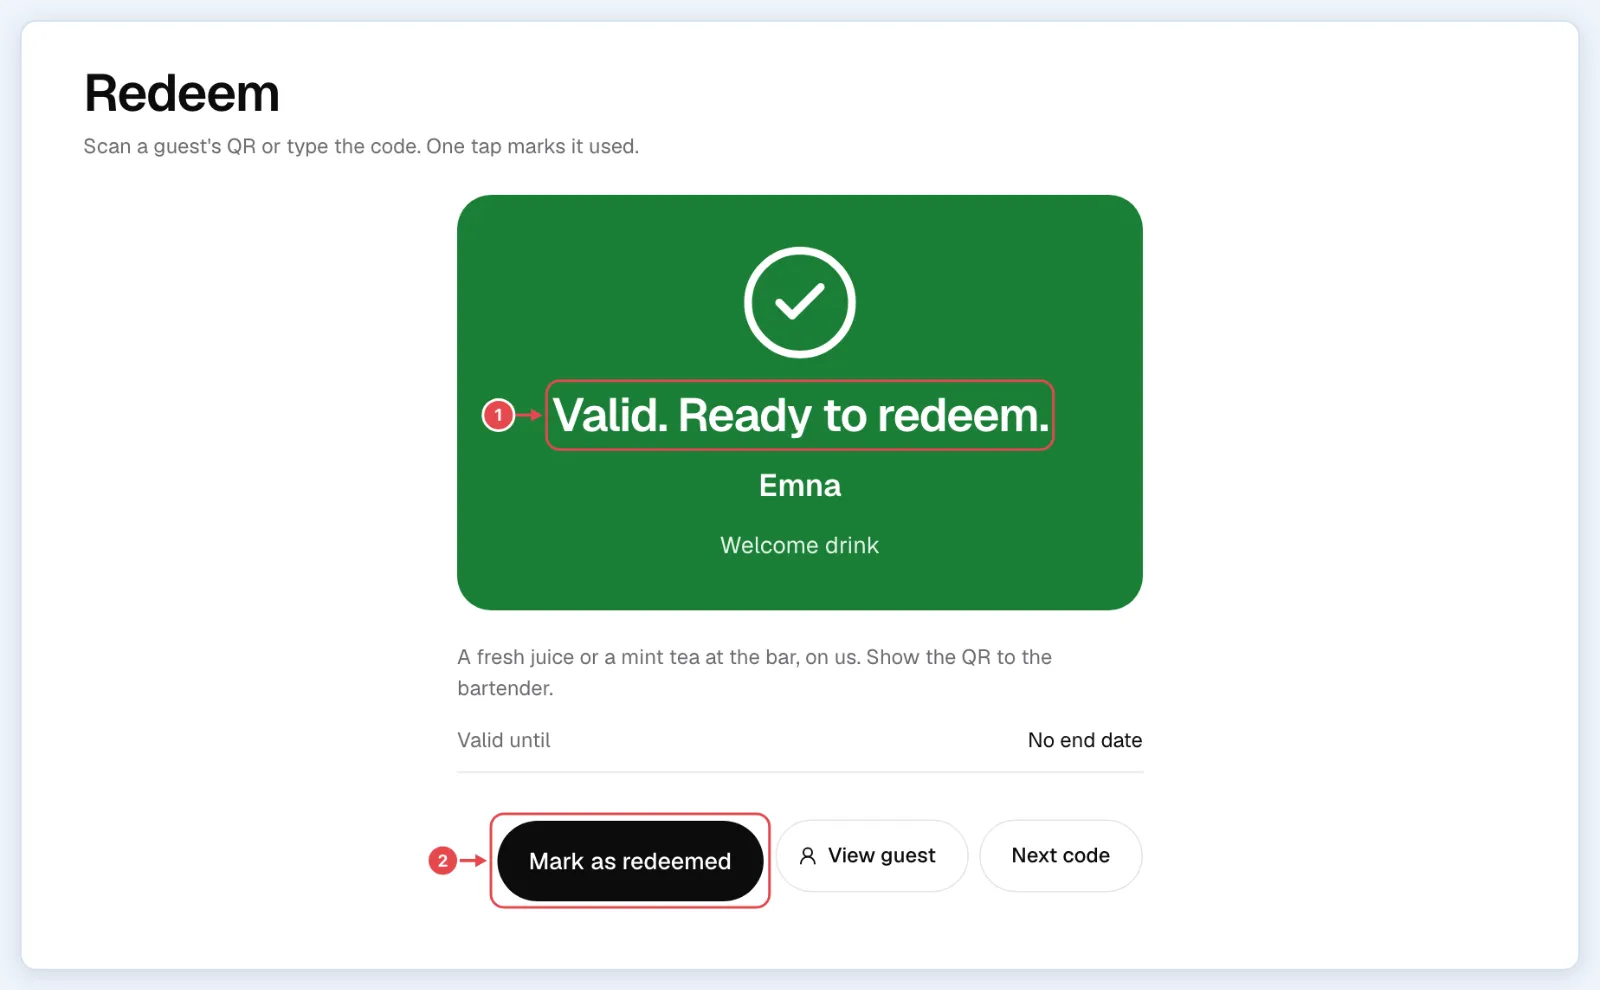 Redeem
Scan a guest's QR or type the code. One tap marks it used.
1
Valid. Ready to redeem.
Emna
Welcome drink
A fresh juice or a mint tea at the bar, on us. Show the QR to the
bartender.
Valid until
No end date
2
Mark as redeemed
View guest
Next code